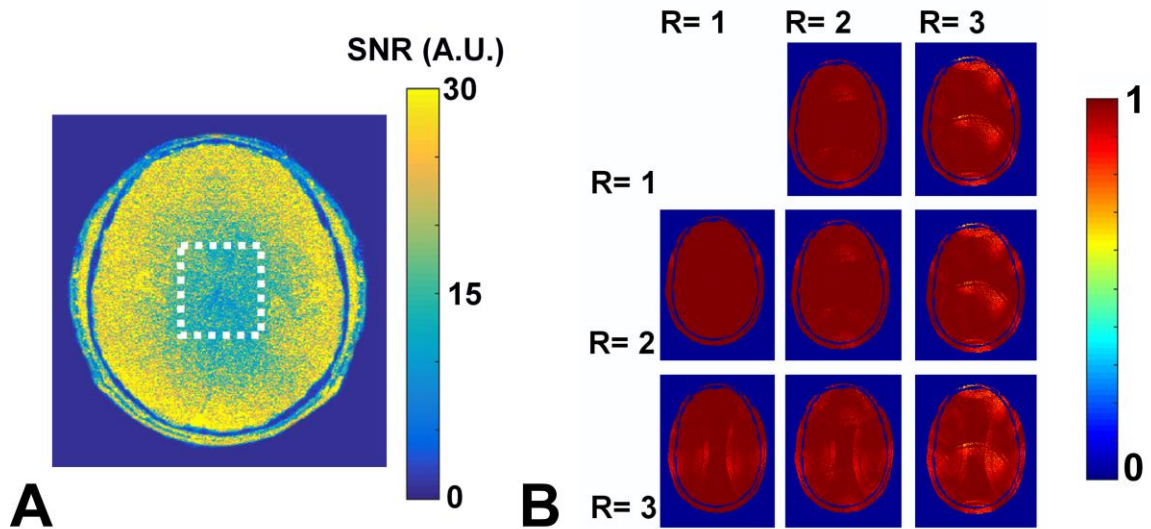 SNR (A.U.)
30
15
0
A
R= 1 R= 2 R= 3
R= 1
R= 2
R= 3
1
0
B